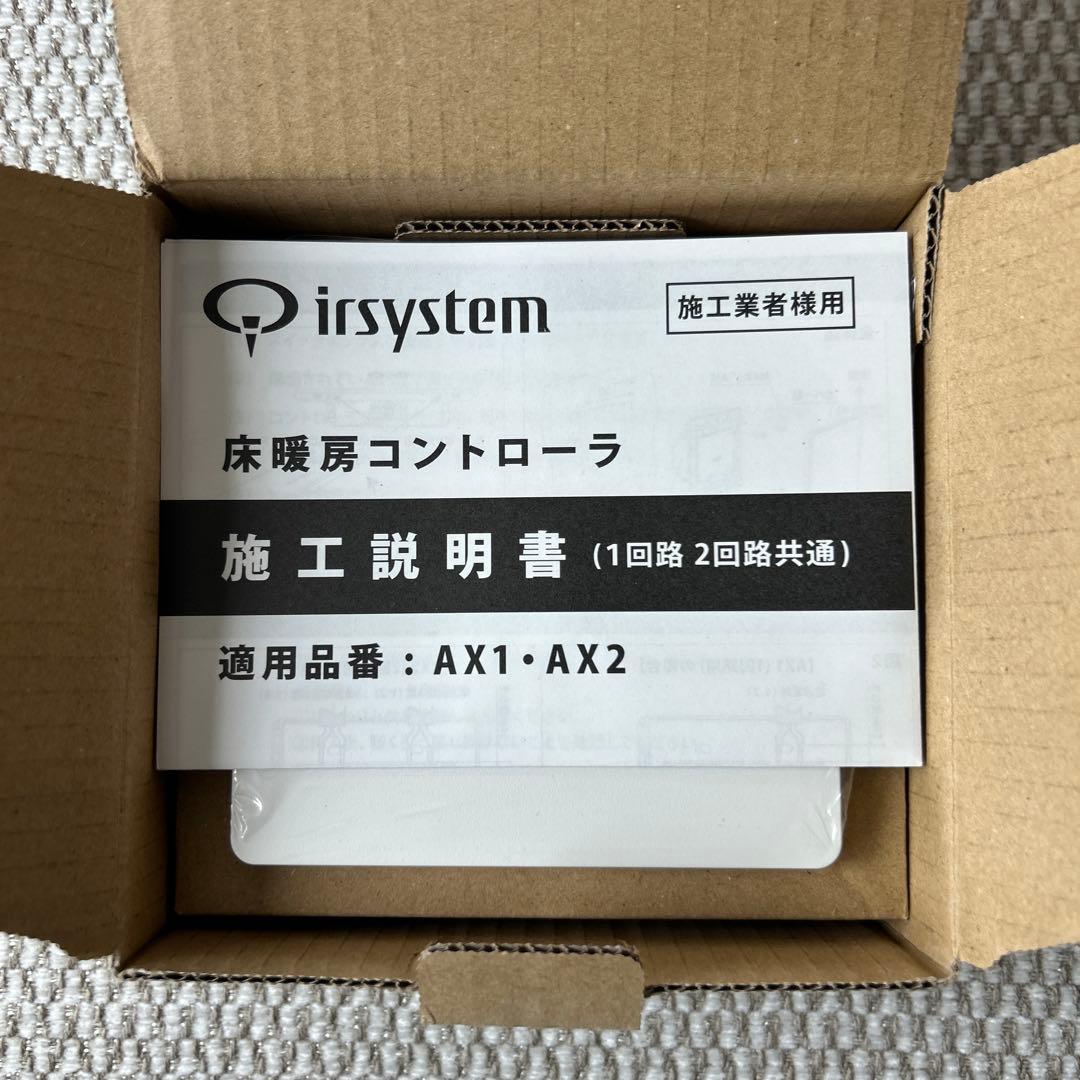 irsystem
施工業者様用
床暖房コントローラ
施工説明書 (1回路 2回路共通)
適用品番：AX1・AX2